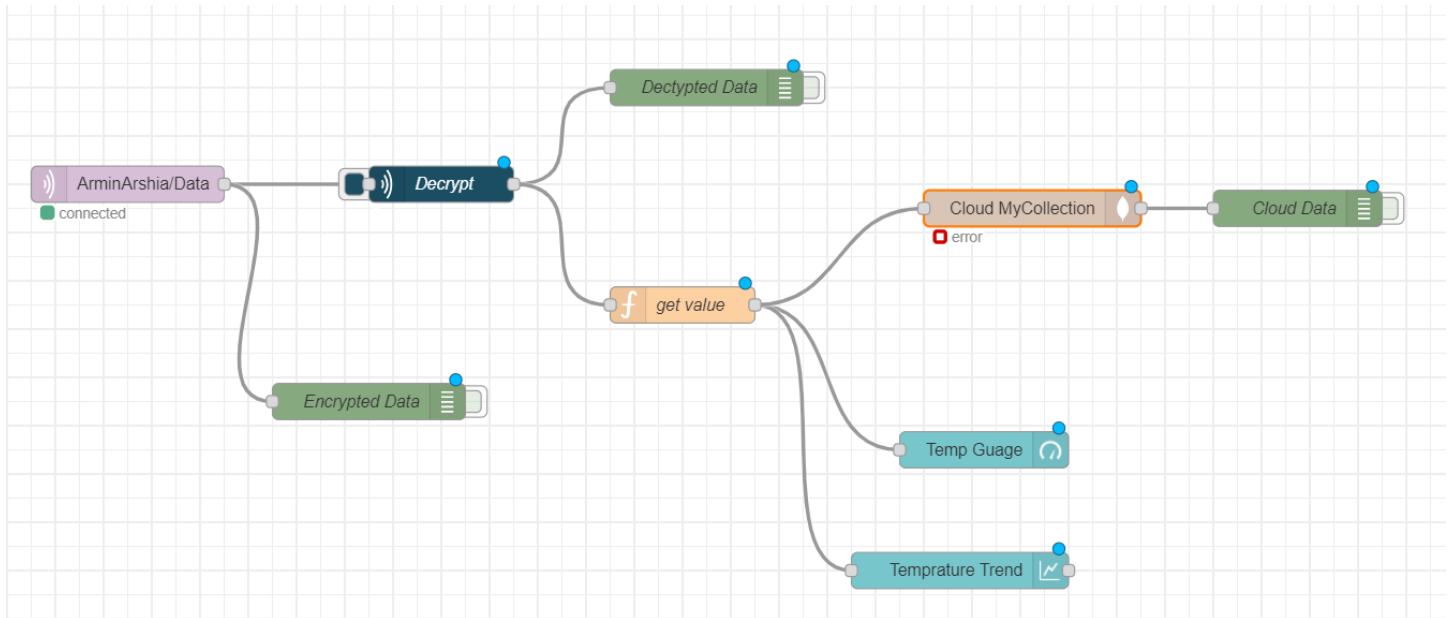 Dectypted Data
ArminArshia/Data
Decrypt
connected
Cloud MyCollection
Cloud Data
error
get value
Encrypted Data
Temp Guage
Temprature Trend